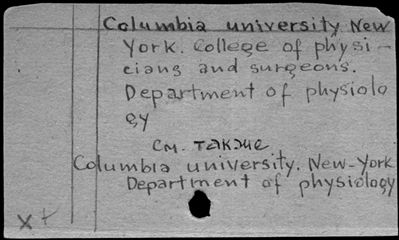 Columbia university New
York. College of physi-
cians and surgeons.
Department of physiolo
gy
См. также
Columbia university. New-York
Department of physiology
x +